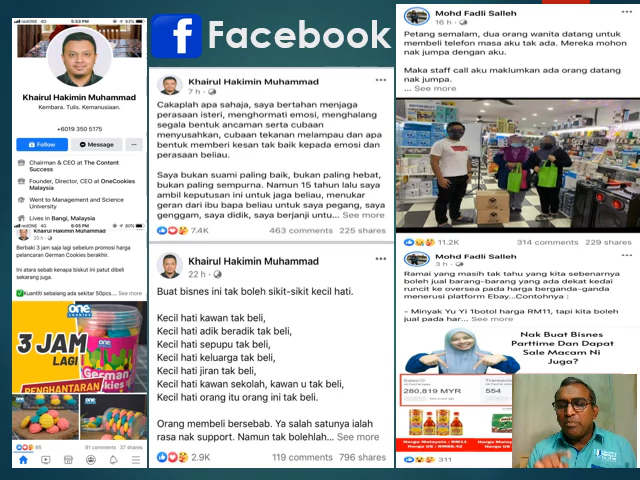 Facebook
9:53 PM
Khairul Hakimin Muhammad
Kembara. Tulis. Kemanusiaan.
+6019 350 5175
Follow
Message
Chairman & CEO at The Content
Success
Founder, Director, CEO at OneCookies
Malaysia
Went to Management and Science
University
Lives in Bangi, Malaysia
9:05 PM
Khairul Hakimin Muhammad
20 h
Berbaki 3 jam saja lagi sebelum promosi harga
pelancaran German Cookies berakhir.
Ini atara sebab kenapa biskut ini patut dibeli
sekarang juga.
Kuantiti sebalang ada sekitar 50pcs.... See more
one
3 JAM
LAGI
PENGHANTARAN
one
cookies
German
Cookies
85
81 comments 37 shares
Khairul Hakimin Muhammad
7 h
Cakaplah apa sahaja, saya bertahan menjaga
perasaan isteri, menghormati emosi, menghalang
segala bentuk ancaman serta cubaan
menyusahkan, cubaan tekanan melampau dan apa
bentuk memberi kesan tak baik kepada emosi dan
perasaan beliau.
Saya bukan suami paling baik, bukan paling hebat,
bukan paling sempurna. Namun 15 tahun lalu saya
ambil keputusan ini untuk jaga beliau, menukar
geran dari ibu bapa beliau untuk saya pegang, saya
genggam, saya didik, saya berjanji untu... See more
7.4K
463 comments 225 shares
Khairul Hakimin Muhammad
22 h
Buat bisnes ini tak boleh sikit-sikit kecil hati.
Kecil hati kawan tak beli,
Kecil hati adik beradik tak beli,
Kecil hati sepupu tak beli,
Kecil hati keluarga tak beli,
Kecil hati jiran tak beli,
Kecil hati kawan sekolah, kawan u tak beli,
Kecil hati orang itu orang ini tak beli.
Orang membeli bersebab. Ya salah satunya ialah
rasa nak support. Namun tak bolehlah... See more
2.9K
119 comments 796 shares
Mohd Fadli Salleh
16 h
Petang semalam, dua orang wanita datang untuk
membeli telefon masa aku tak ada. Mereka mohon
nak jumpa dengan aku.
Maka staff call aku maklumkan ada orang datang
nak jumpa.
... See more
11.2K
314 comments 229 shares
Mohd Fadli Salleh
3 h
Ramai yang masih tak tahu yang kita sebenarnya
boleh jual barang-barang yang ada dekat kedai
runcit ke oversea pada harga berganda-ganda
menerusi platform Ebay...Contohnya :
- Minyak Yu Yi 1botol harga RM11, tapi kita boleh
jual pada har... See more
Nak Buat Bisnes
Parttime Dan Dapat
Sale Macam Ni
Juga?
280,819 MYR
554
311